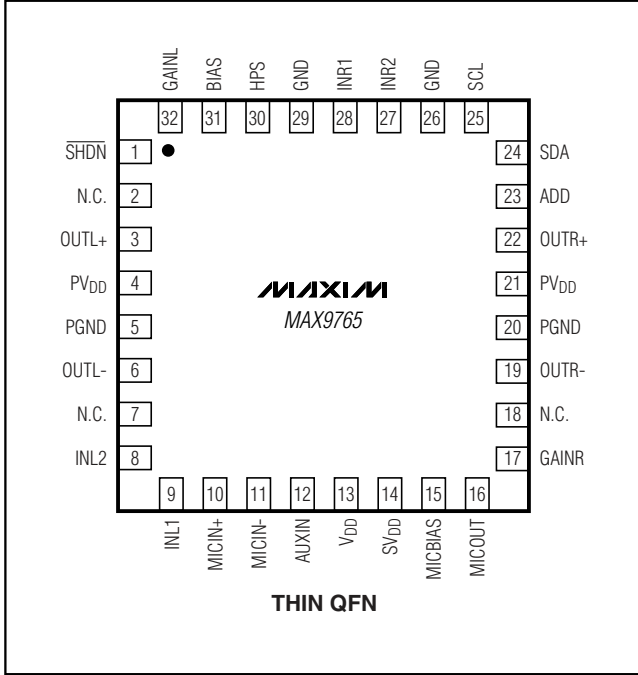 GAINL BIAS HPS GND INR1 INR2 GND SCL
32 31 30 29 28 27 26 25
SHDN 1 24 SDA
N.C. 2 23 ADD
OUTL+ 3 22 OUTR+
PVDD 4 21 PVDD
MAXIM
MAX9765
PGND 5 20 PGND
OUTL- 6 19 OUTR-
N.C. 7 18 N.C.
INL2 8 17 GAINR
9 10 11 12 13 14 15 16
INL1 MICIN+ MICIN- AUXIN VDD SVDD MICBIAS MICOUT
THIN QFN